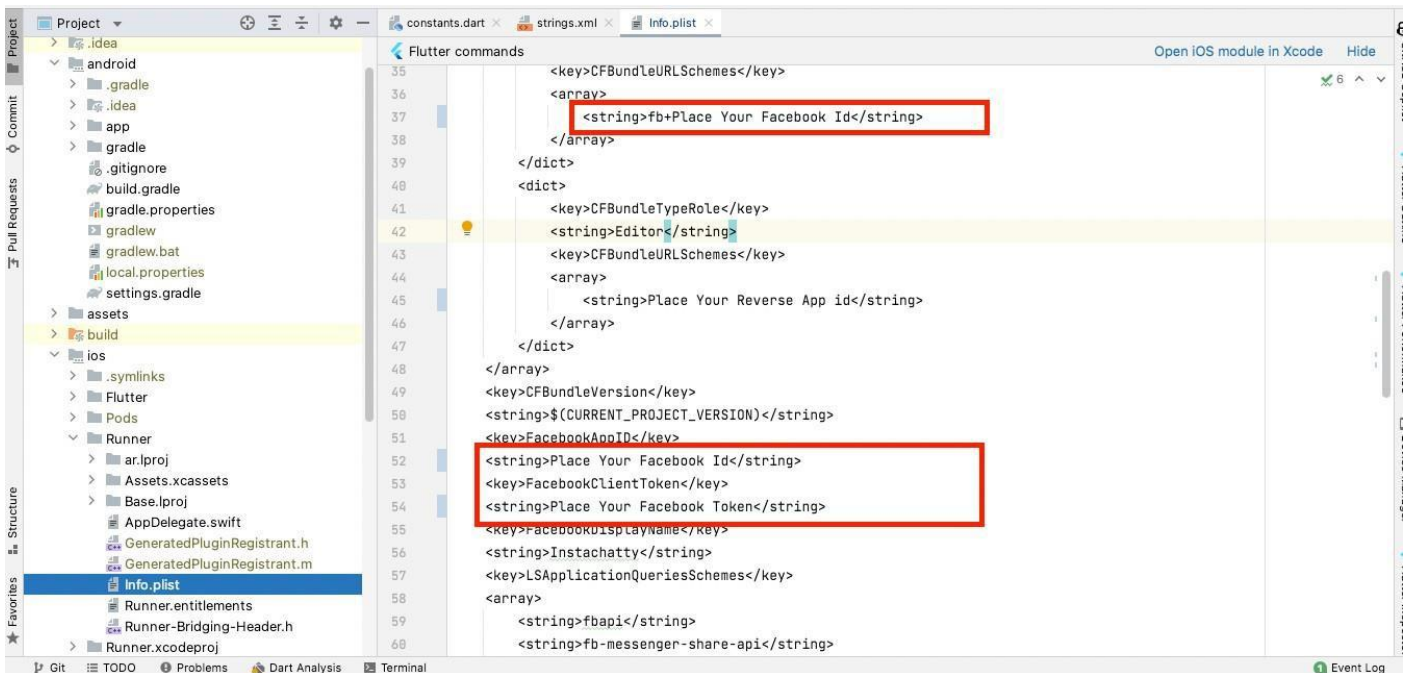 Project
constants.dart
strings.xml
Info.plist
Flutter commands
Open iOS module in Xcode
Hide
Project
Commit
Pull Requests
Structure
Favorites
.idea
android
.gradle
.idea
app
gradle
.gitignore
build.gradle
gradle.properties
gradlew
gradlew.bat
local.properties
settings.gradle
assets
build
ios
.symlinks
Flutter
Pods
Runner
ar.lproj
Assets.xcassets
Base.lproj
AppDelegate.swift
GeneratedPluginRegistrant.h
GeneratedPluginRegistrant.m
Info.plist
Runner.entitlements
Runner-Bridging-Header.h
Runner.xcodeproj
6
35 <key>CFBundleURLSchemes</key>
36 <array>
37 <string>fb+Place Your Facebook Id</string>
38 </array>
39 </dict>
40 <dict>
41 <key>CFBundleTypeRole</key>
42 <string>Editor</string>
43 <key>CFBundleURLSchemes</key>
44 <array>
45 <string>Place Your Reverse App id</string>
46 </array>
47 </dict>
48 </array>
49 <key>CFBundleVersion</key>
50 <string>$(CURRENT_PROJECT_VERSION)</string>
51 <key>FacebookAppID</key>
52 <string>Place Your Facebook Id</string>
53 <key>FacebookClientToken</key>
54 <string>Place Your Facebook Token</string>
55 <key>FacebookDisplayName</key>
56 <string>Instachatty</string>
57 <key>LSApplicationQueriesSchemes</key>
58 <array>
59 <string>fbapi</string>
60 <string>fb-messenger-share-api</string>
Git
TODO
Problems
Dart Analysis
Terminal
1 Event Log